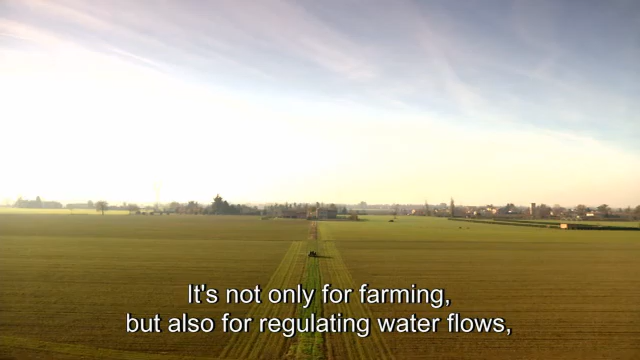 It's not only for farming,
but also for regulating water flows,